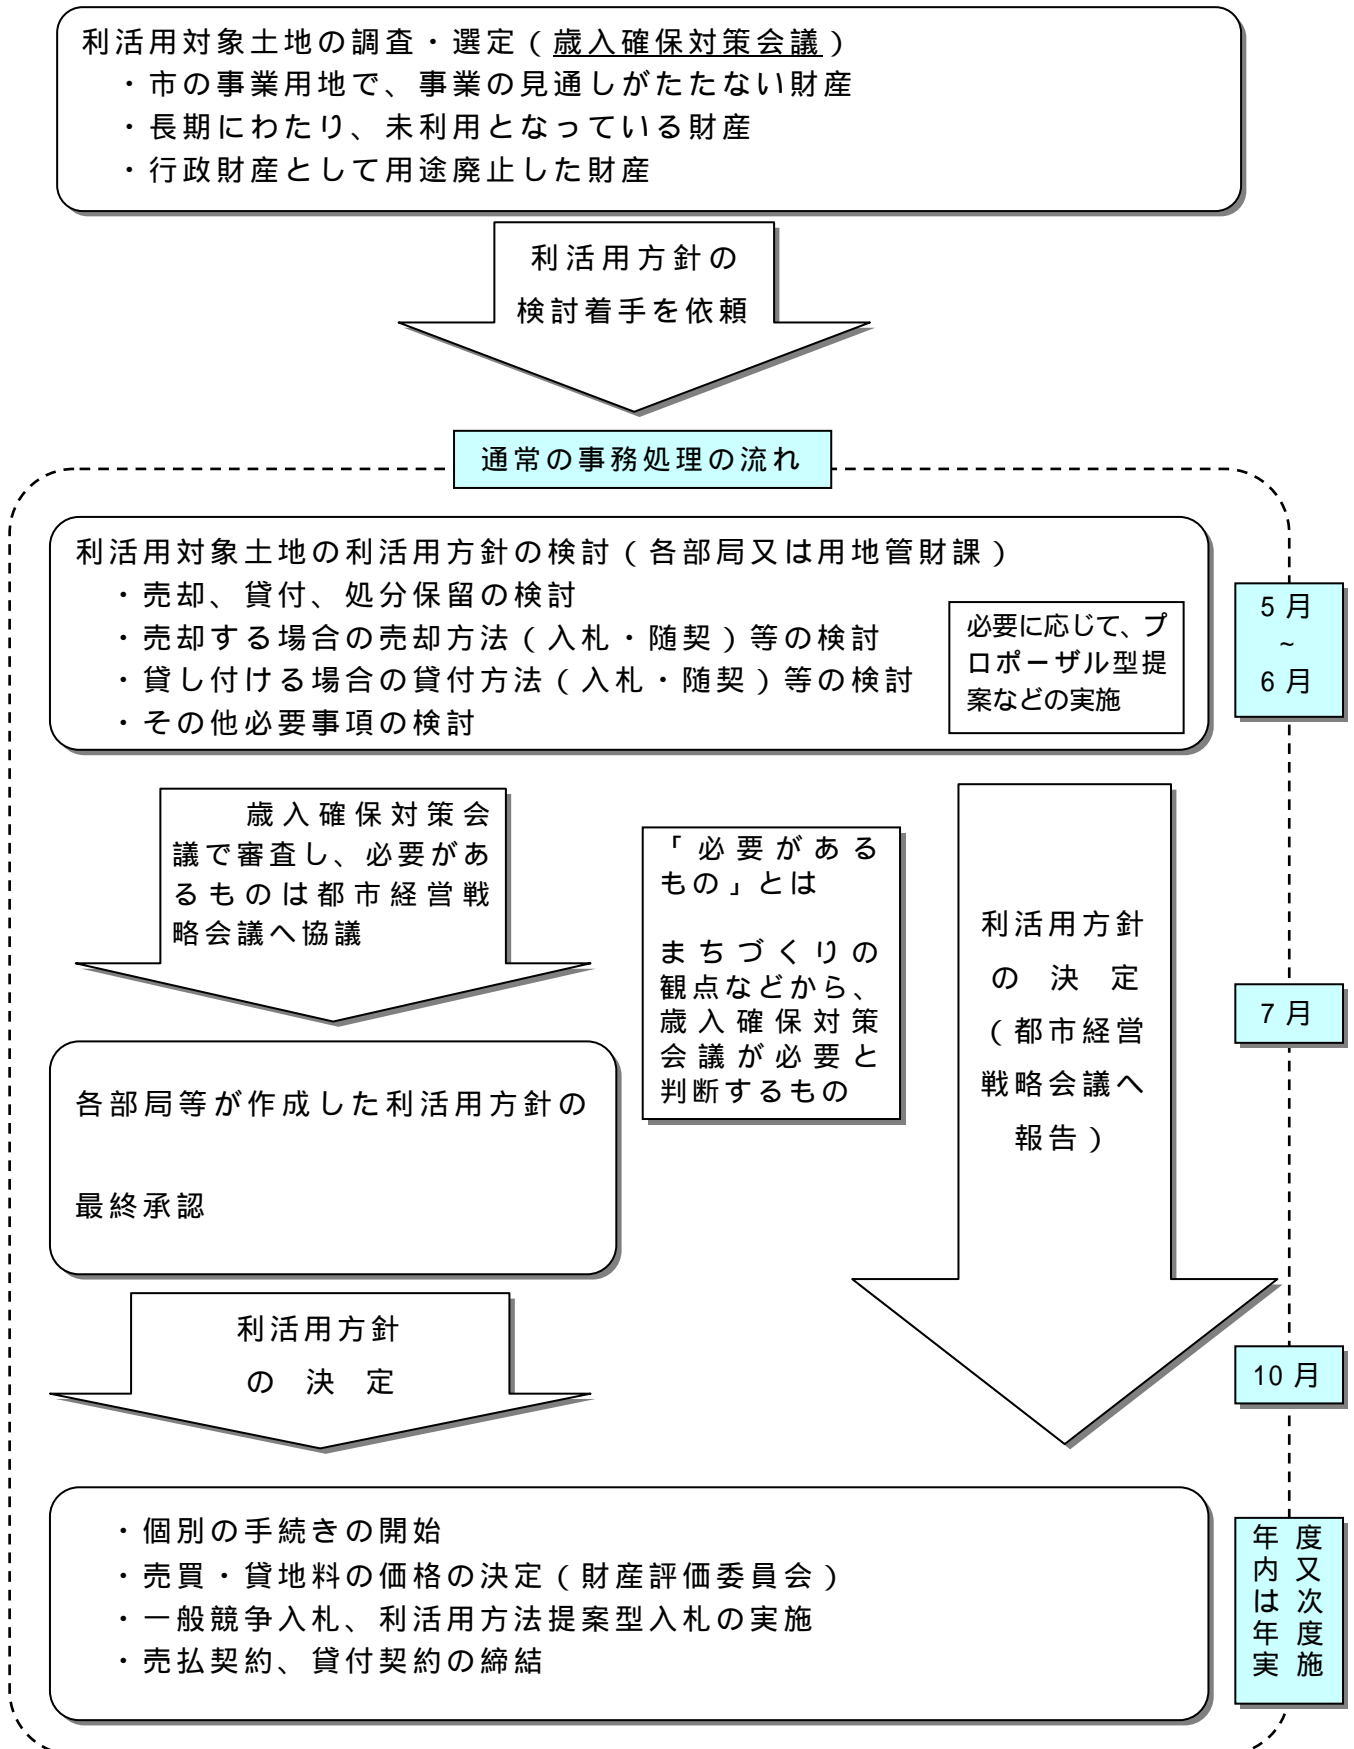 利活用対象土地の調査・選定（歳入確保対策会議）
・市の事業用地で、事業の見通しがたたない財産
・長期にわたり、未利用となっている財産
・行政財産として用途廃止した財産
利活用方針の
検討着手を依頼
通常の事務処理の流れ
利活用対象土地の利活用方針の検討（各部局又は用地管財課）
・売却、貸付、処分保留の検討
・売却する場合の売却方法（入札・随契）等の検討
・貸し付ける場合の貸付方法（入札・随契）等の検討
・その他必要事項の検討
必要に応じて、プ
ロポーザル型提
案などの実施
5月
~
6月
歳入確保対策会
議で審査し、必要があ
るものは都市経営戦
略会議へ協議
「必要がある
もの」とは
まちづくりの
観点などから、
歳入確保対策
会議が必要と
判断するもの
利活用方針
の決定
（都市経営
戦略会議へ
報告）
7月
各部局等が作成した利活用方針の
最終承認
利活用方針
の決定
10月
・個別の手続きの開始
・売買・貸地料の価格の決定（財産評価委員会）
・一般競争入札、利活用方法提案型入札の実施
・売払契約、貸付契約の締結
年度
内又
は次
年度
実施